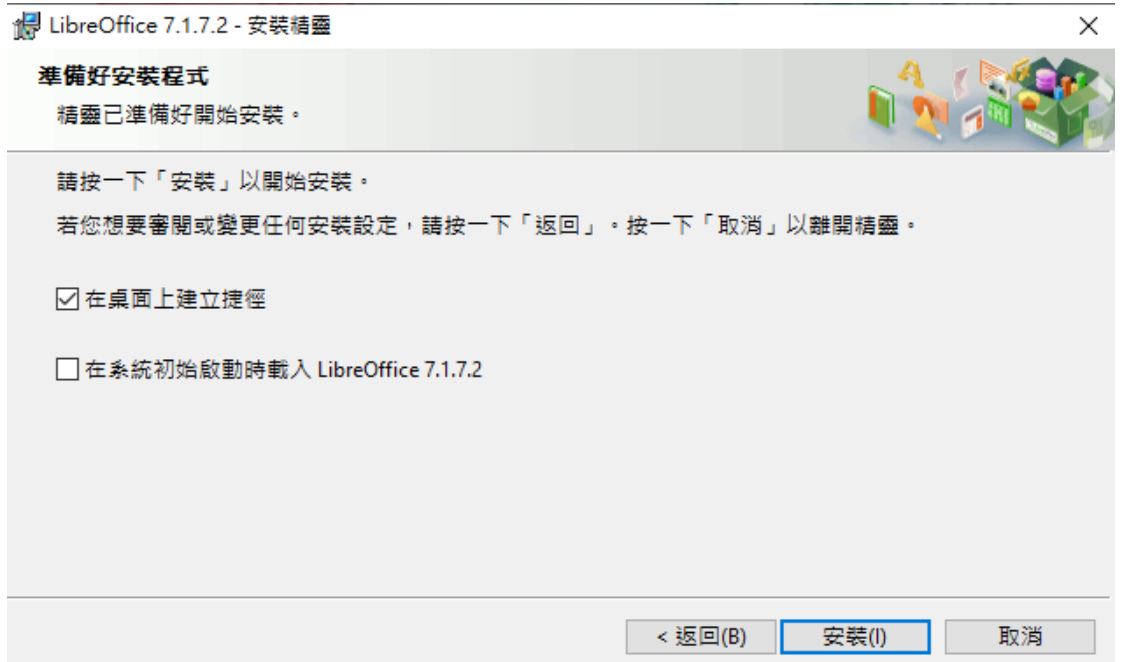 LibreOffice 7.1.7.2 - 安裝精靈
準備好安裝程式
精靈已準備好開始安裝。
請按一下「安裝」以開始安裝。
若您想要審閱或變更任何安裝設定，請按一下「返回」。按一下「取消」以離開精靈。
在桌面上建立捷徑
在系統初始啟動時載入 LibreOffice 7.1.7.2
< 返回(B) 安裝(I) 取消